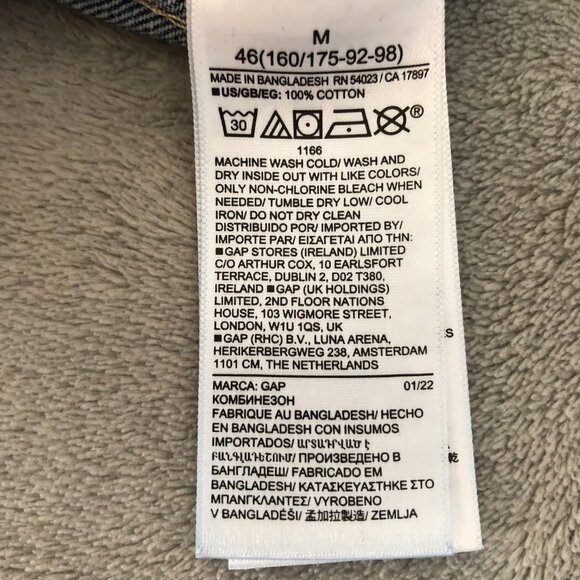 M
46(160/175-92-98)
MADE IN BANGLADESH RN 54023 / CA 17897
■US/GB/EG: 100% COTTON
30
®
1166
MACHINE WASH COLD/ WASH AND
DRY INSIDE OUT WITH LIKE COLORS/
ONLY NON-CHLORINE BLEACH WHEN
NEEDED/ TUMBLE DRY LOW/ COOL
IRON/ DO NOT DRY CLEAN
DISTRIBUIDO POR/ IMPORTED BY/
IMPORTE PAR/ ΕΙΣΑΓΕΤΑΙ ΑΠΟ ΤΗΝ:
■GAP STORES (IRELAND) LIMITED
C/O ARTHUR COX, 10 EARLSFORT
TERRACE, DUBLIN 2, D02 T380,
IRELAND ■GAP (UK HOLDINGS)
LIMITED, 2ND FLOOR NATIONS
HOUSE, 103 WIGMORE STREET,
LONDON, W1U 1QS, UK
■GAP (RHC) B.V., LUNA ARENA,
HERIKERBERGWEG 238, AMSTERDAM
1101 CM, THE NETHERLANDS
MARCA: GAP 01/22
КОМБИНЕЗОН
FABRIQUE AU BANGLADESH/ HECHO
EN BANGLADESH CON INSUMOS
IMPORTADOS/ ԱՐՏԱԴՐՎԱԾ Է
ԲԱՆԳԼԱԴԵՇՈՒՄ/ ПРОИЗВЕДЕНО В
БАНГЛАДЕШ/ FABRICADO EM
BANGLADESH/ ΚΑΤΑΣΚΕΥΑΣΤΗΚΕ ΣΤΟ
ΜΠΑΝΓΚΛΑΝΤΕΣ/ VYROBENO
V BANGLADÉŠI/ 孟加拉製造/ ZEMLJA